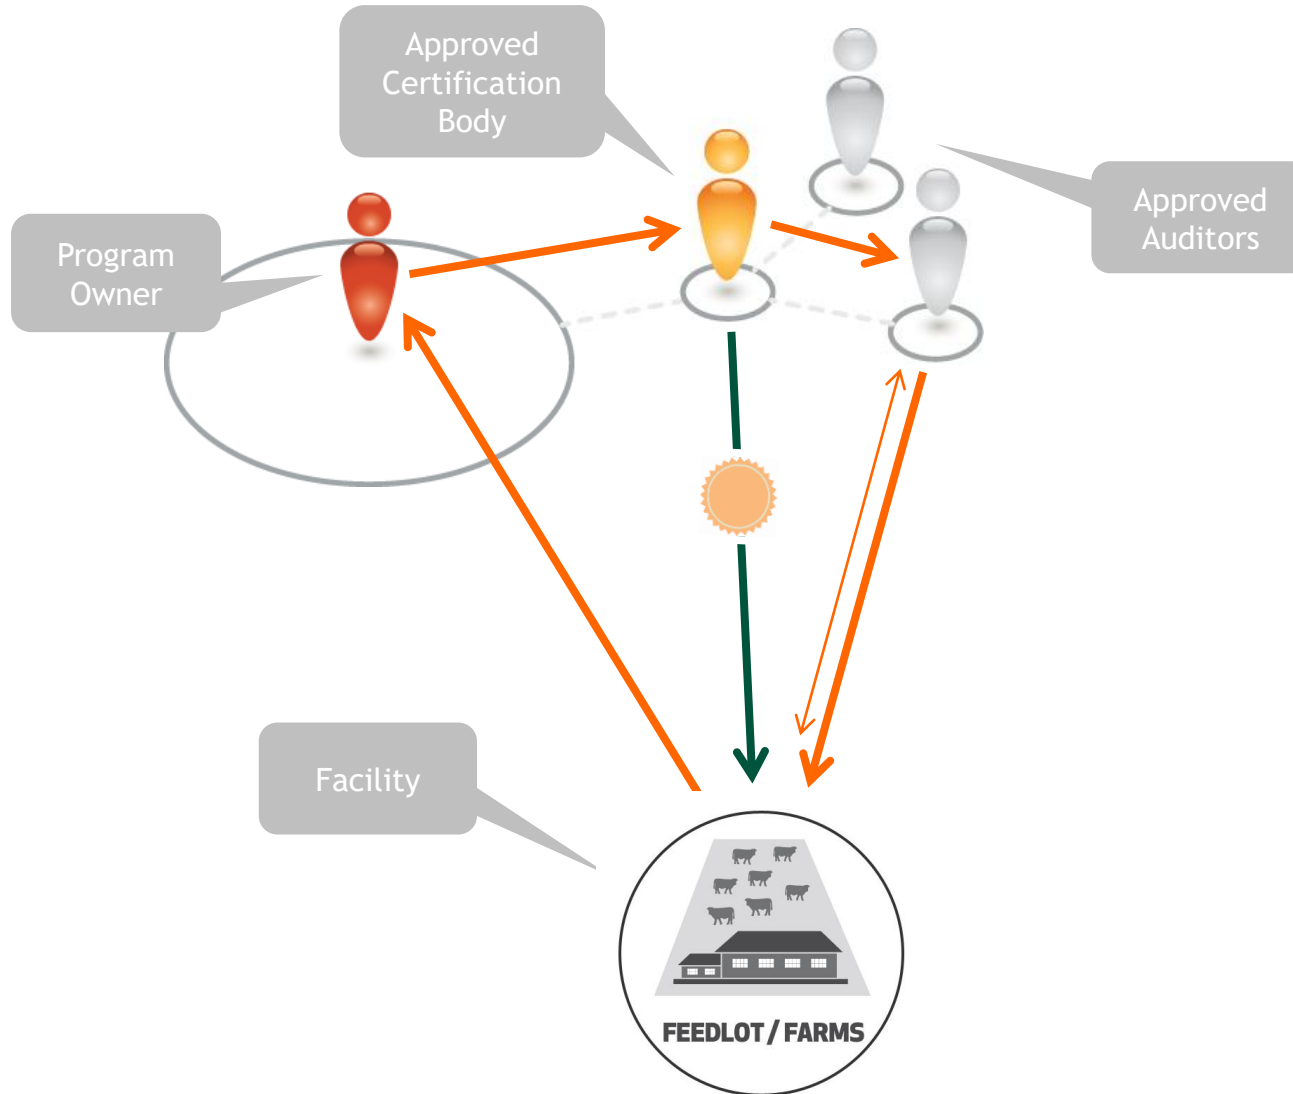 Approved
Certification
Body
Approved
Auditors
Program
Owner
Facility
FEEDLOT / FARMS